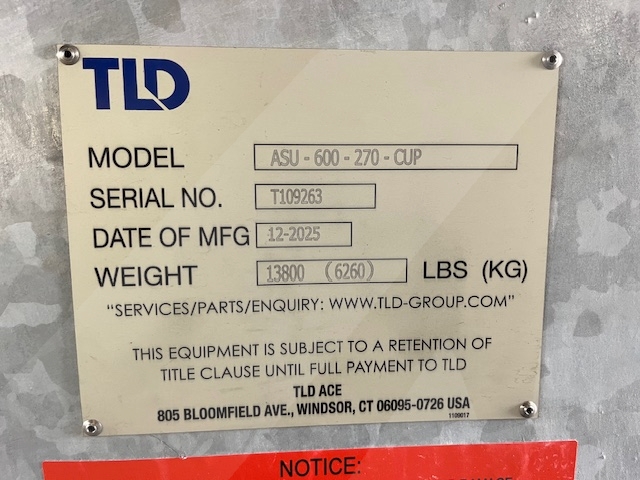 TLD
MODEL ASU - 600 - 270 - CUP
SERIAL NO. T109263
DATE OF MFG 12-2025
WEIGHT 13800 (6260) LBS (KG)
"SERVICES/PARTS/ENQUIRY: WWW.TLD-GROUP.COM"
THIS EQUIPMENT IS SUBJECT TO A RETENTION OF
TITLE CLAUSE UNTIL FULL PAYMENT TO TLD
TLD ACE
805 BLOOMFIELD AVE., WINDSOR, CT 06095-0726 USA
1109017
NOTICE: